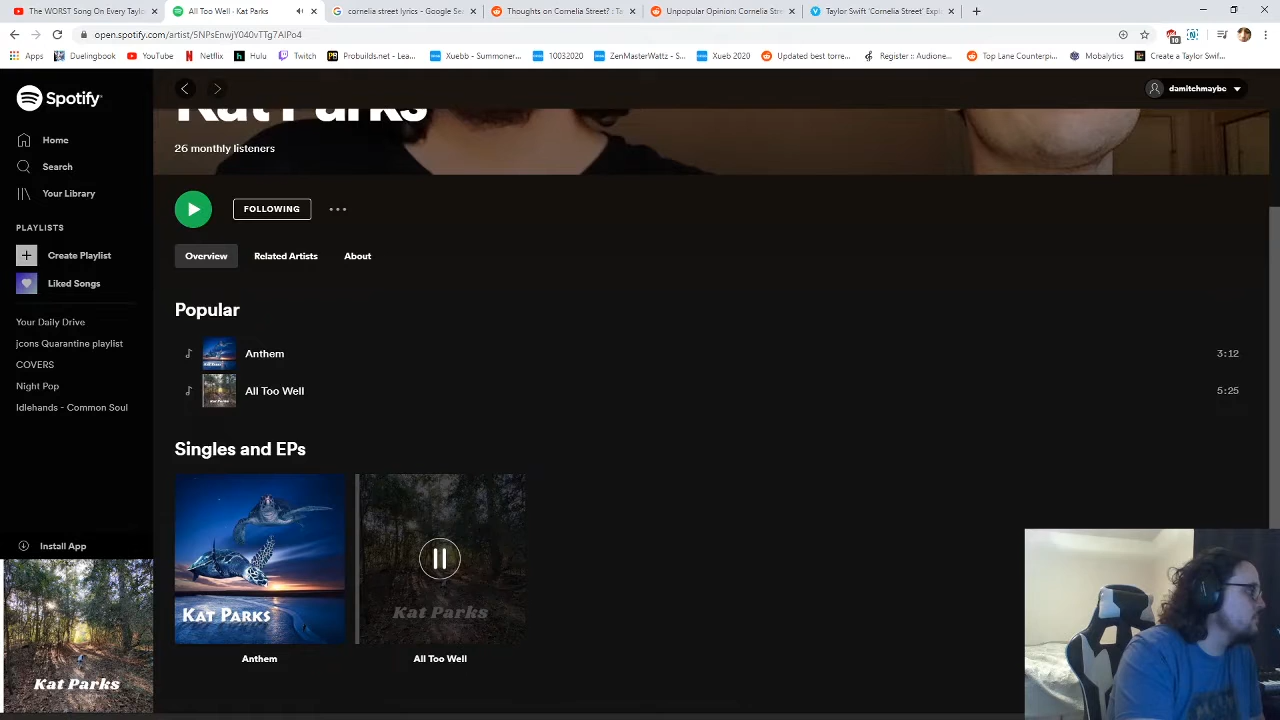 The WORST Song On Every Taylor
All Too Well - Kat Parks
cornelia street lyrics - Google Se
Thoughts on Cornelia Street? : Ta
Unpopular Opinion: Cornelia Stre
Taylor Swift 'Cornelia Street' Expl
open.spotify.com/artist/5NPsEnwjY040vTTg7AlPo4
10
Apps
Duelingbook
YouTube
Netflix
Hulu
Twitch
Probuilds.net - Lea...
Xuebb - Summoner...
10032020
ZenMasterWattz - S...
Xueb 2020
Updated best torre...
Register :: Audione...
Top Lane Counterpi...
Mobalytics
Create a Taylor Swif...
Spotify
damitchmaybe
Kat Parks
26 monthly listeners
Home
Search
Your Library
FOLLOWING
PLAYLISTS
Create Playlist
Overview
Related Artists
About
Liked Songs
Popular
Your Daily Drive
jcons Quarantine playlist
Anthem
3:12
COVERS
Night Pop
All Too Well
5:25
Idlehands - Common Soul
Singles and EPs
Install App
KAT PARKS
Kat Parks
Anthem
All Too Well
Kat Parks